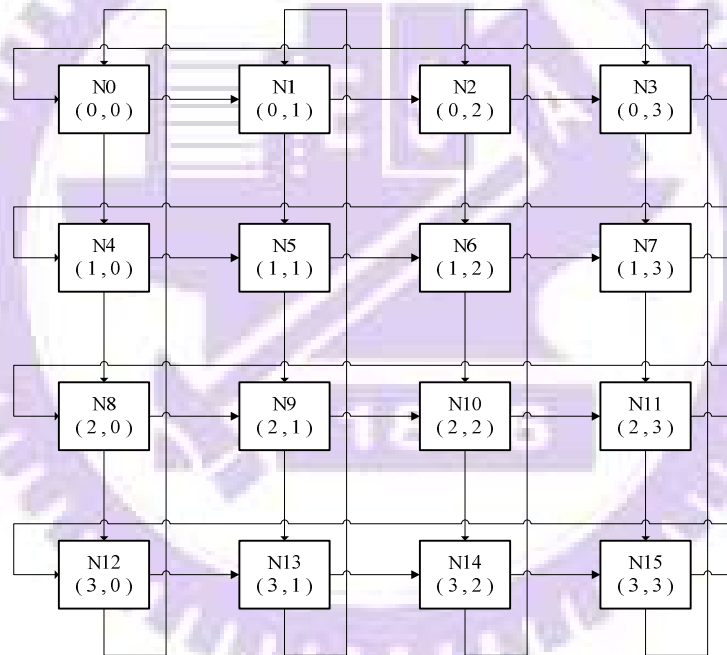 N0
(0,0)
N1
(0,1)
N2
(0,2)
N3
(0,3)
N4
(1,0)
N5
(1,1)
N6
(1,2)
N7
(1,3)
N8
(2,0)
N9
(2,1)
N10
(2,2)
N11
(2,3)
N12
(3,0)
N13
(3,1)
N14
(3,2)
N15
(3,3)